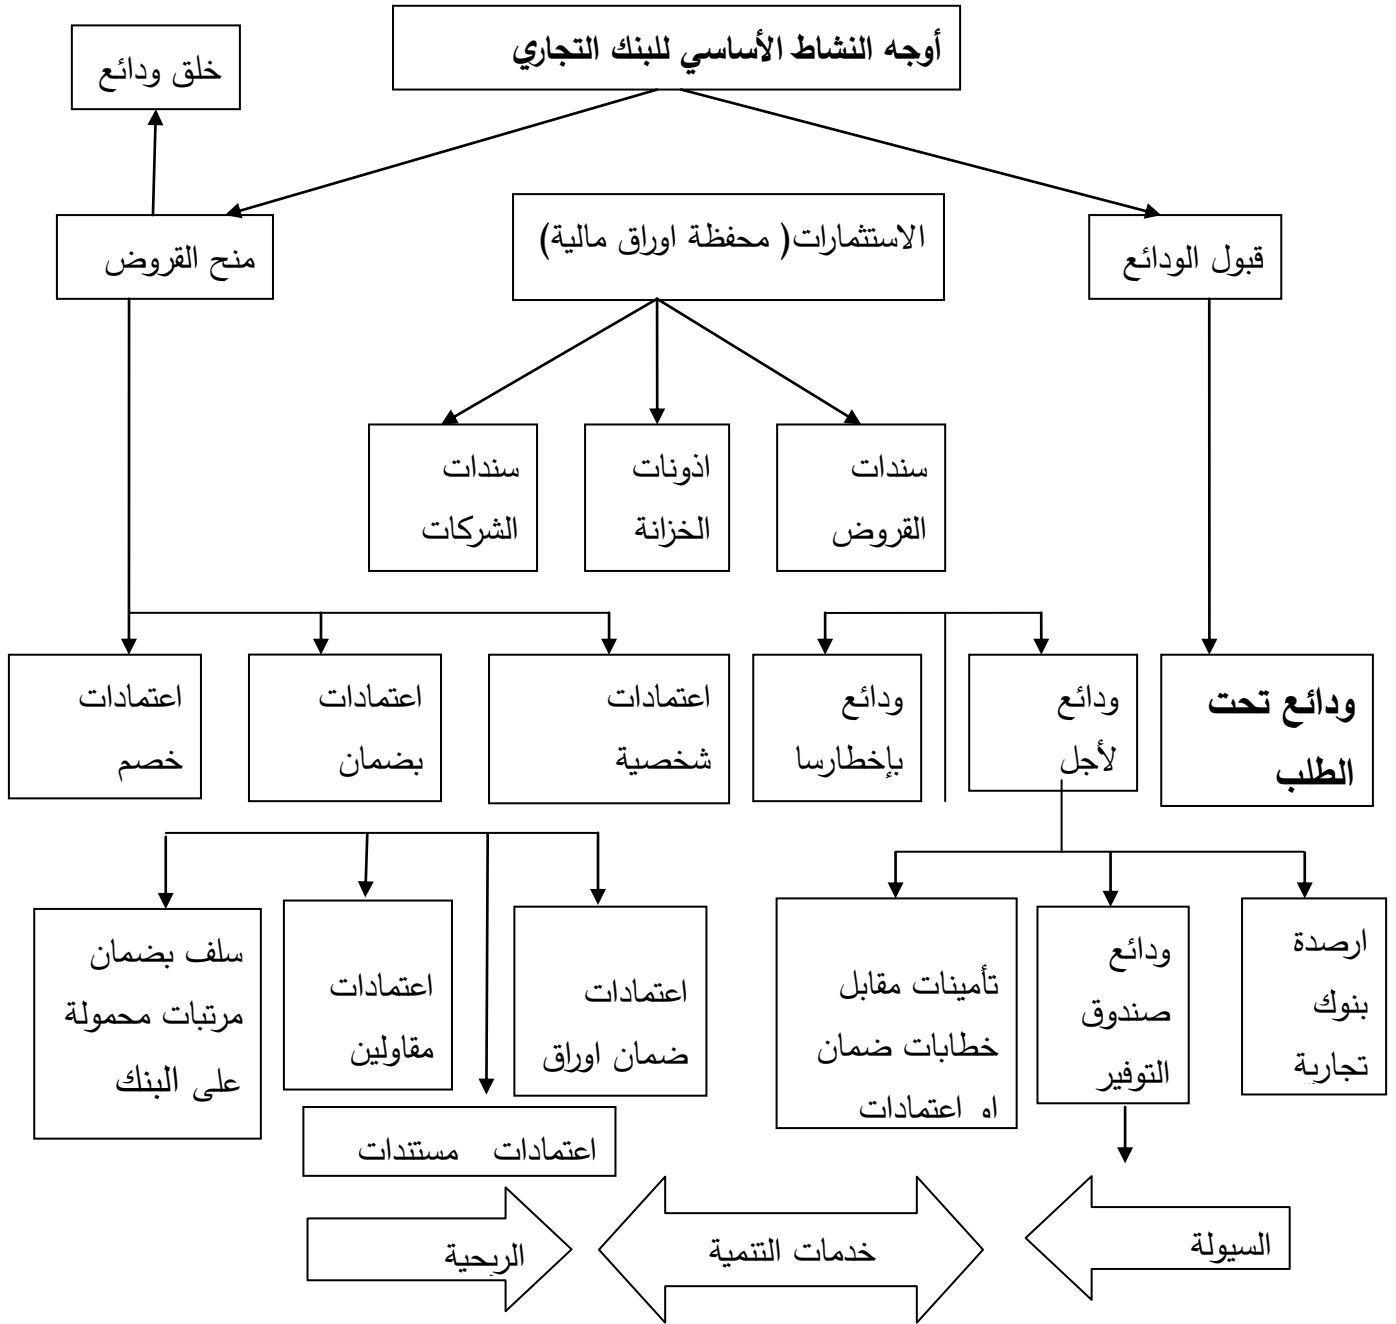 أوجه النشاط الأساسي للبنك التجاري
خلق ودائع
قبول الودائع
الاستثمارات( محفظة اوراق مالية)
منح القروض
سندات
القروض
اذونات
الخزانة
سندات
الشركات
ودائع تحت
الطلب
ودائع
لأجل
ودائع
بإخطارسا
اعتمادات
شخصية
اعتمادات
بضمان
اعتمادات
خصم
ارصدة
بنوك
تجارية
ودائع
صندوق
التوفير
تأمينات مقابل
خطابات ضمان
او اعتمادات
اعتمادات
ضمان اوراق
اعتمادات
مقاولين
سلف بضمان
مرتبات محمولة
على البنك
اعتمادات مستندات
السيولة
خدمات التنمية
الربحية